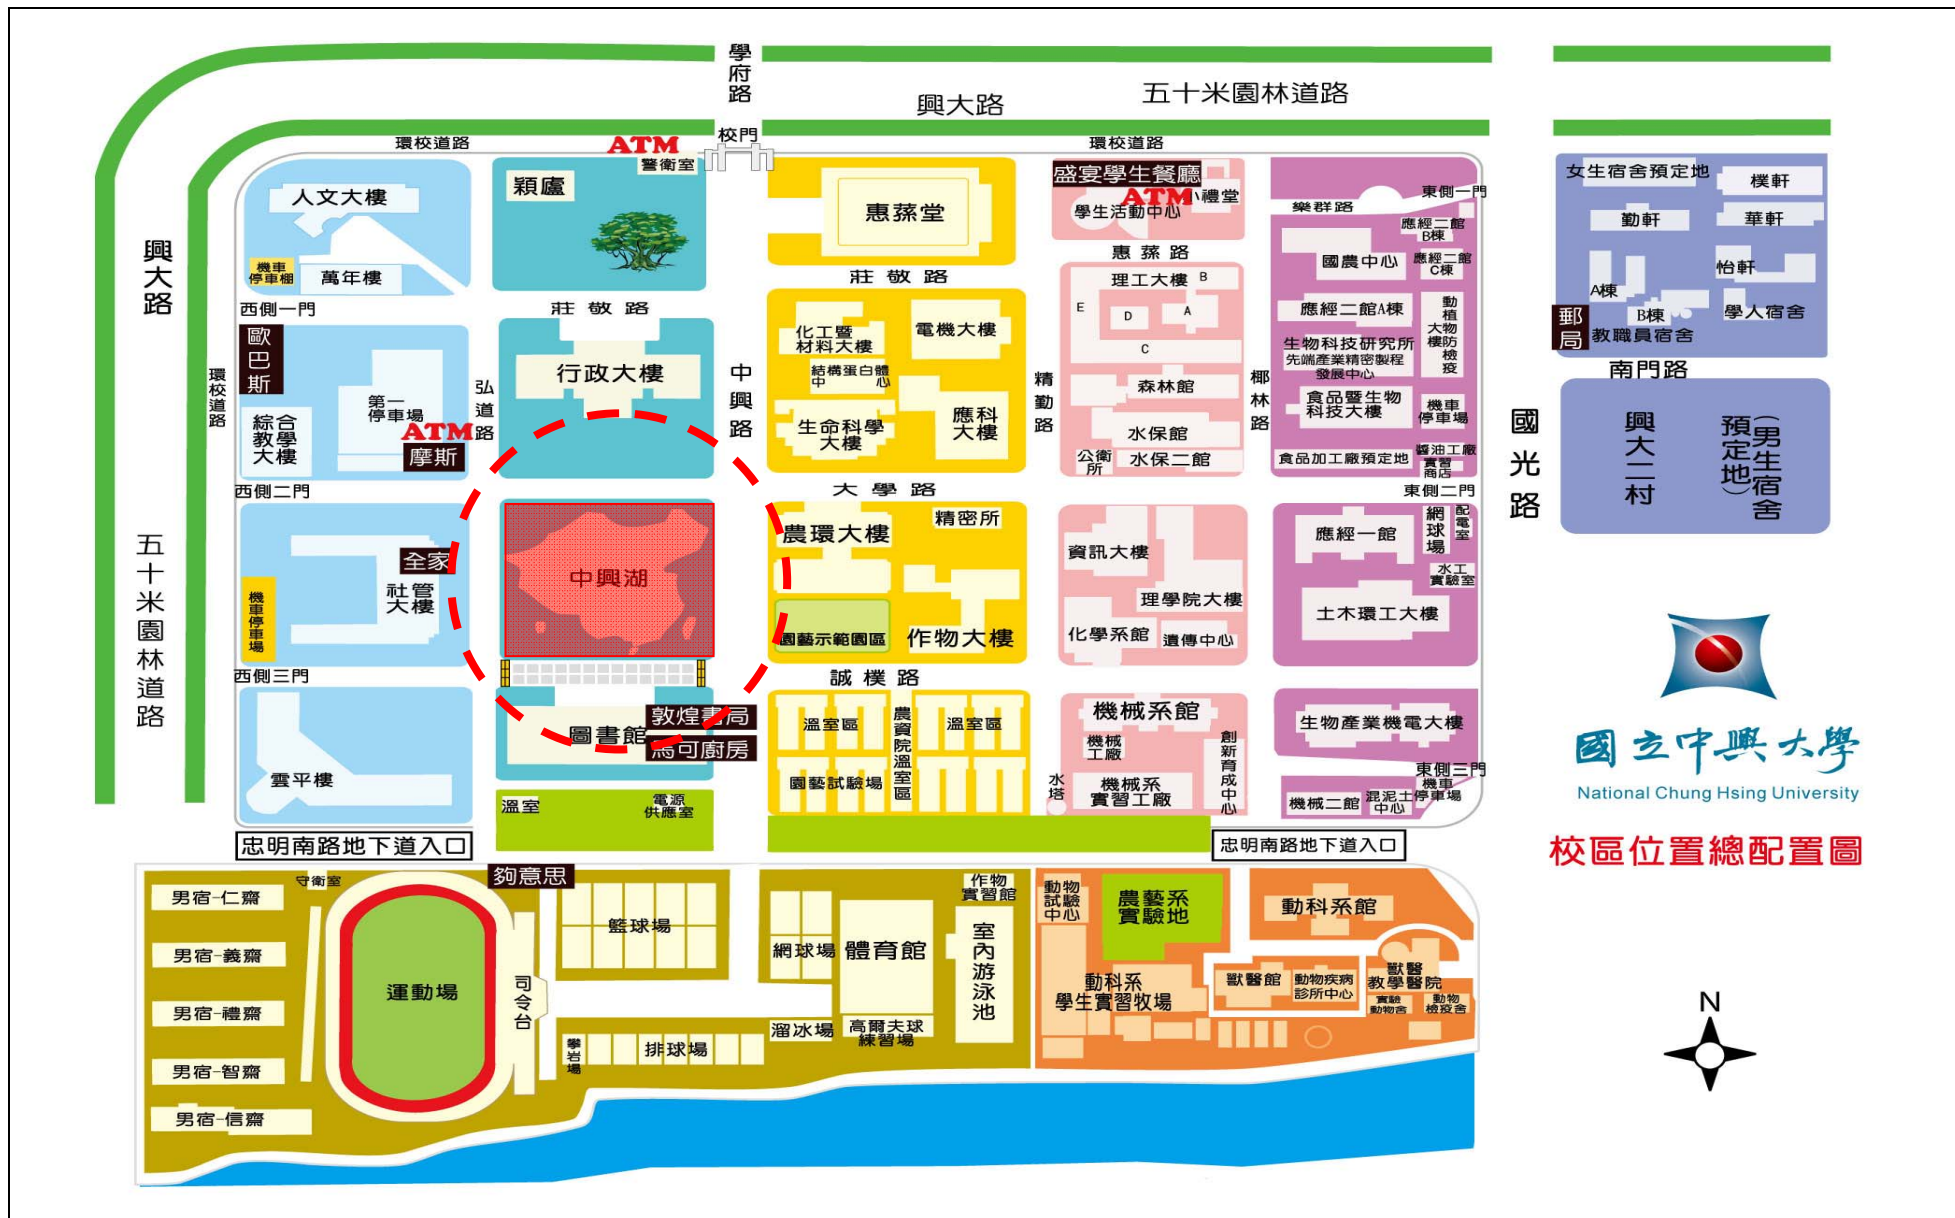 學府路
興大路
五十米園林道路
校門
環校道路
ATM
警衛室
環校道路
人文大樓
機車
停車棚
萬年樓
穎廬
惠蓀堂
盛宴學生餐廳
ATM
小禮堂
學生活動中心
惠蓀路
樂群路
東側一門
應經二館
B棟
國農中心
應經二館
C棟
女生宿舍預定地
樸軒
勤軒
華軒
怡軒
A棟
B棟
學人宿舍
郵局
教職員宿舍
南門路
興大路
西側一門
歐巴斯
環校道路
第一
停車場
綜合
教學
大樓
ATM
摩斯
弘道路
莊敬路
行政大樓
中興路
莊敬路
化工暨
材料大樓
電機大樓
結構蛋白體
中心
生命科學
大樓
應科
大樓
精勤路
理工大樓
A
B
C
D
E
森林館
水保館
公衛所
水保二館
椰林路
應經二館A棟
動植物防檢疫
大樓
生物科技研究所
先端產業精密製程
發展中心
食品暨生物
科技大樓
機車
停車場
食品加工廠預定地
醬油工廠
實習
商店
國光路
興大二村
(男生宿舍
預定地)
西側二門
大學路
東側二門
五十米園林道路
機車停車場
全家
社管
大樓
中興湖
農環大樓
精密所
園藝示範園區
作物大樓
資訊大樓
理學院大樓
化學系館
遺傳中心
應經一館
網球場
配電室
水工
實驗室
土木環工大樓
西側三門
誠樸路
雲平樓
圖書館
敦煌書局
馬可廚房
溫室區
農資院溫室區
溫室區
園藝試驗場
機械系館
機械
工廠
創新育成中心
水塔
機械系
實習工廠
生物產業機電大樓
東側三門
機械二館
混泥土
中心
機車
停車場
溫室
電源
供應室
忠明南路地下道入口
忠明南路地下道入口
國立中興大學
National Chung Hsing University
校區位置總配置圖
男宿-仁齋
男宿-義齋
男宿-禮齋
男宿-智齋
男宿-信齋
守衛室
運動場
司令台
夠意思
籃球場
攀岩場
排球場
網球場
溜冰場
體育館
高爾夫球
練習場
作物
實習館
室內游泳池
動物
試驗
中心
農藝系
實驗地
動科系
學生實習牧場
動科系館
獸醫館
動物疾病
診所中心
獸醫
教學醫院
實驗
動物舍
動物
檢疫舍
N